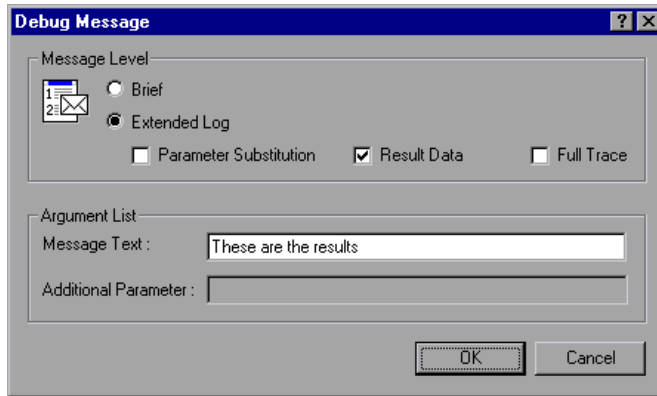 Debug Message
Message Level
Brief
Extended Log
Parameter Substitution Result Data Full Trace
Argument List
Message Text : These are the results
Additional Parameter :
OK Cancel